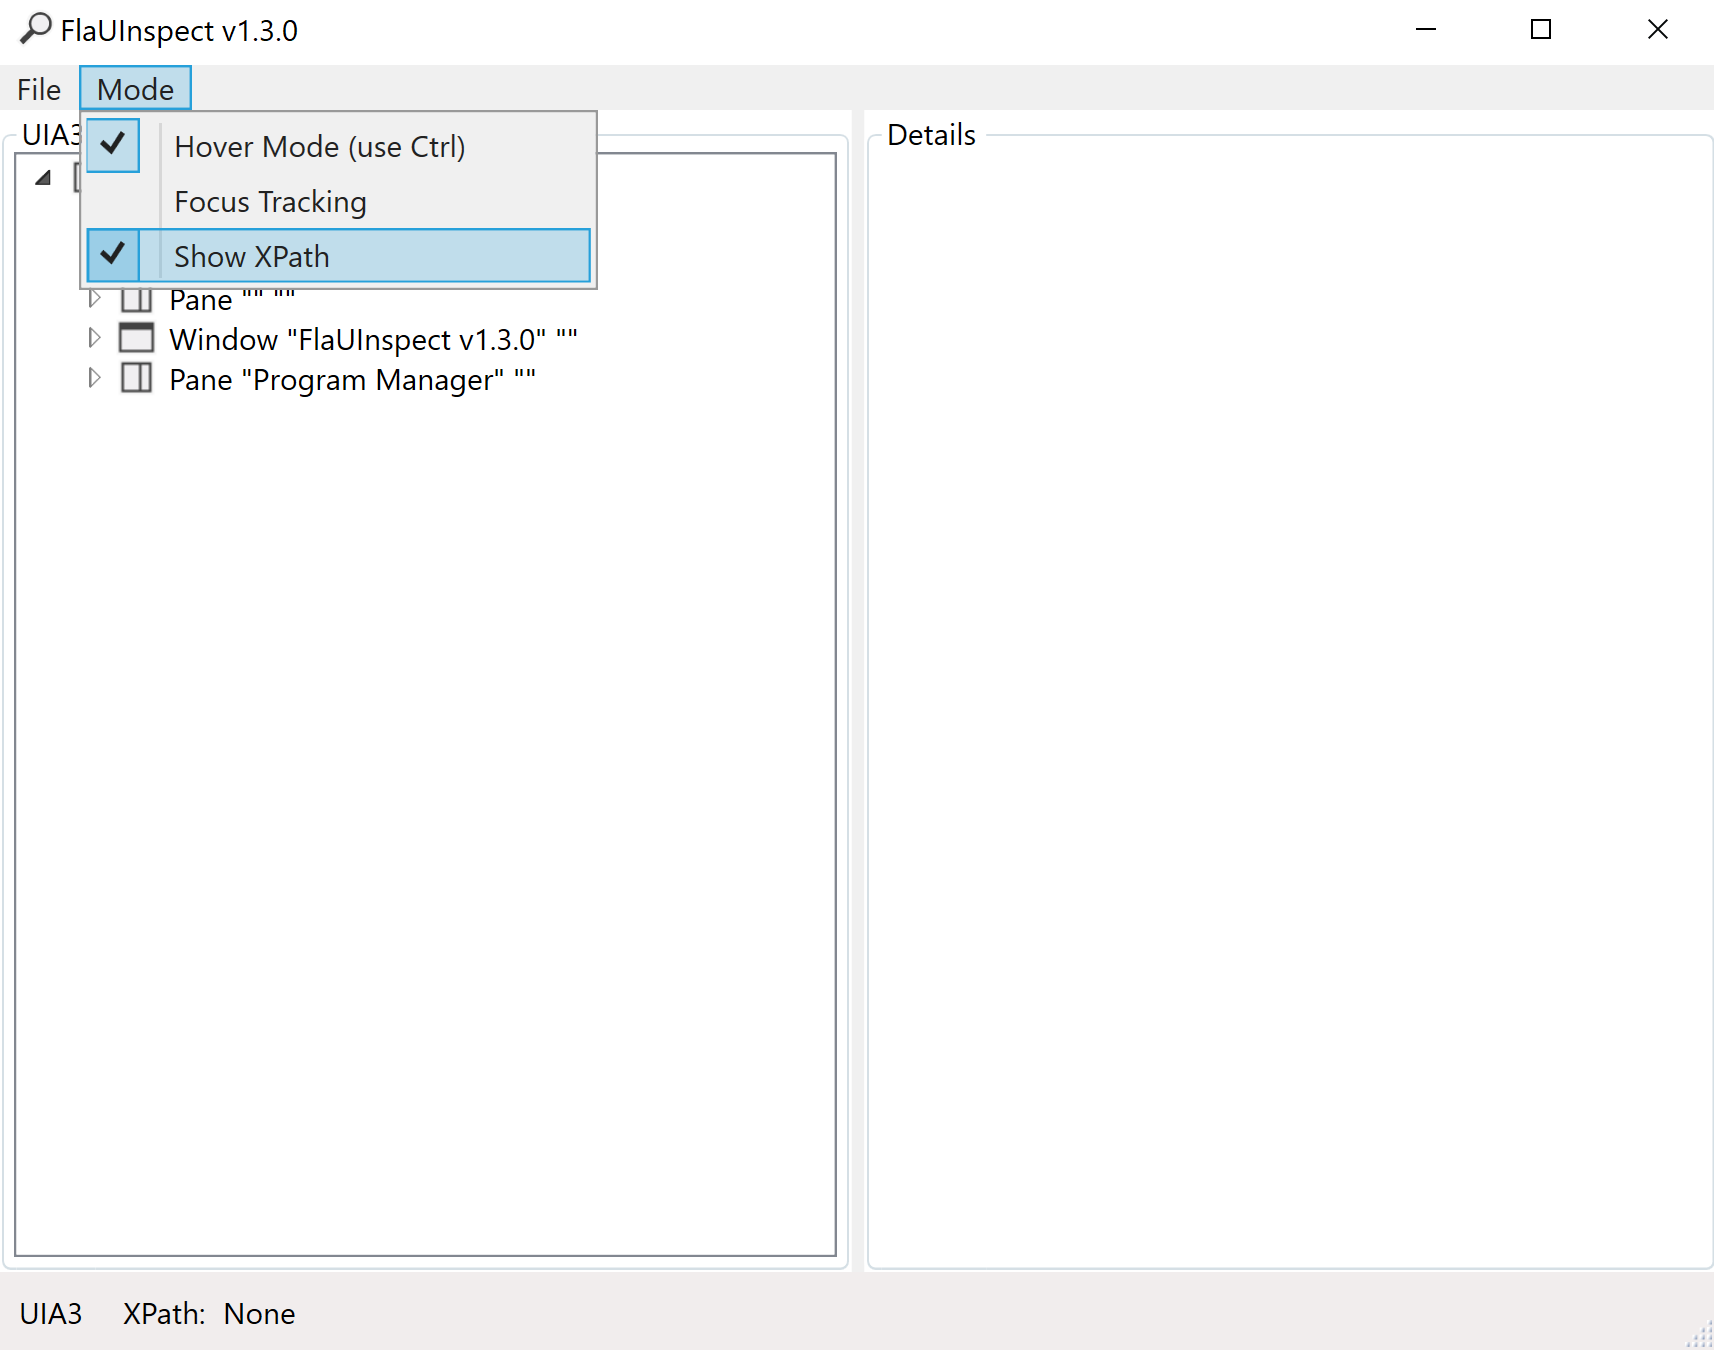 FlaUInspect v1.3.0
File Mode
UIA3
Hover Mode (use Ctrl)
Focus Tracking
Show XPath
Pane "" ""
Window "FlaUInspect v1.3.0" ""
Pane "Program Manager" ""
Details
UIA3 XPath: None